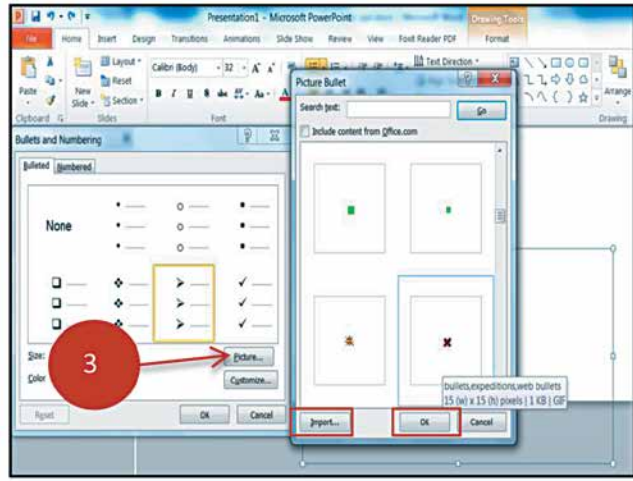 Presentation1 - Microsoft PowerPoint
Drawing Tools
File Home Insert Design Transitions Animations Slide Show Review View Foxit Reader PDF Format
Paste
New Slide
Layout
Reset
Section
Calibri (Body) 32 A A
B I U S abc AV Aa A
Text Direction
Arrange
Clipboard Slides Font Drawing
Bullets and Numbering
Bulleted Numbered
None
Size:
Color
3
Picture...
Customize...
Reset OK Cancel
Picture Bullet
Search text:
Go
Include content from Office.com
bullets,expeditions,web bullets
15 (w) x 15 (h) pixels | 1 KB | GIF
Import... OK Cancel